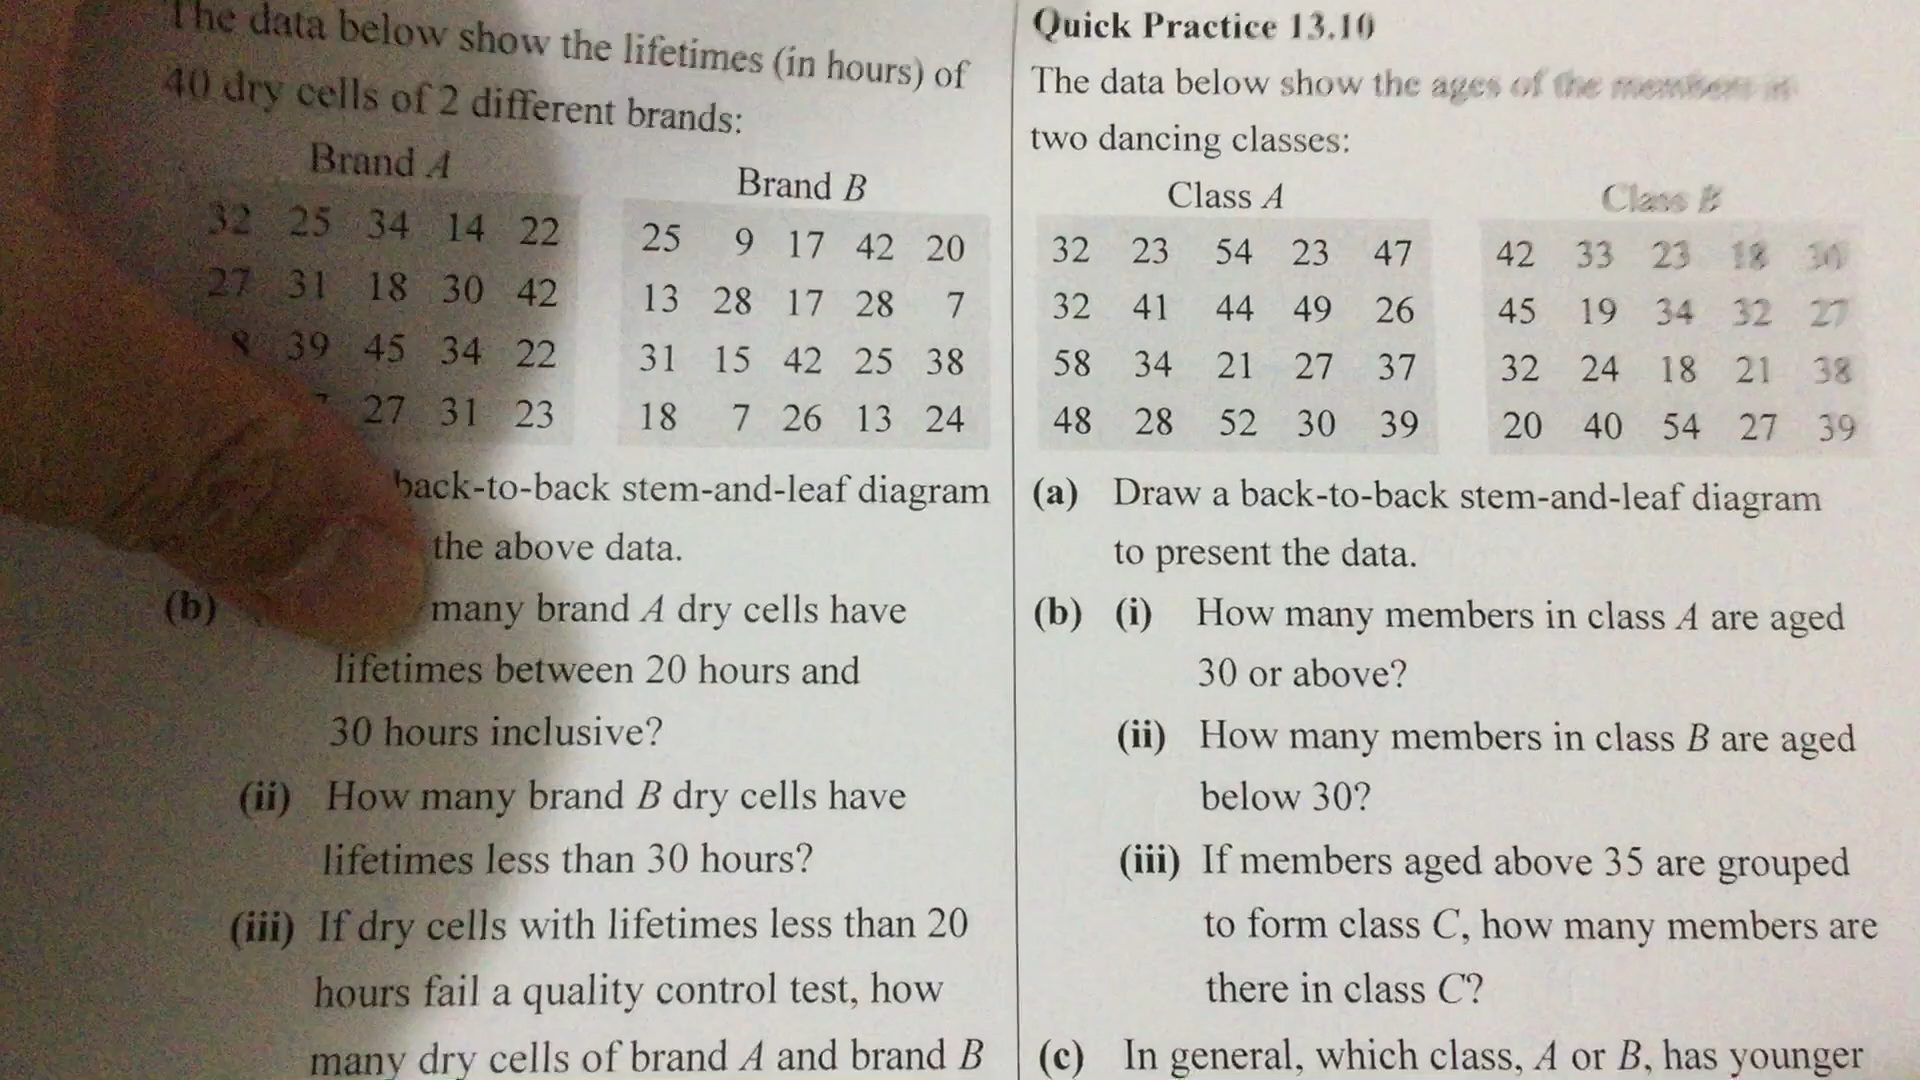 The data below show the lifetimes (in hours) of
40 dry cells of 2 different brands:
Brand A
32 25 34 14 22
27 31 18 30 42
8 39 45 34 22
27 31 23
Brand B
25 9 17 42 20
13 28 17 28 7
31 15 42 25 38
18 7 26 13 24
back-to-back stem-and-leaf diagram
the above data.
(b) many brand A dry cells have
lifetimes between 20 hours and
30 hours inclusive?
(ii) How many brand B dry cells have
lifetimes less than 30 hours?
(iii) If dry cells with lifetimes less than 20
hours fail a quality control test, how
many dry cells of brand A and brand B
Quick Practice 13.10
The data below show the ages of the members in
two dancing classes:
Class A
32 23 54 23 47
32 41 44 49 26
58 34 21 27 37
48 28 52 30 39
Class B
42 33 23 18 30
45 19 34 32 27
32 24 18 21 38
20 40 54 27 39
(a) Draw a back-to-back stem-and-leaf diagram
to present the data.
(b) (i) How many members in class A are aged
30 or above?
(ii) How many members in class B are aged
below 30?
(iii) If members aged above 35 are grouped
to form class C, how many members are
there in class C?
(c) In general, which class, A or B, has younger